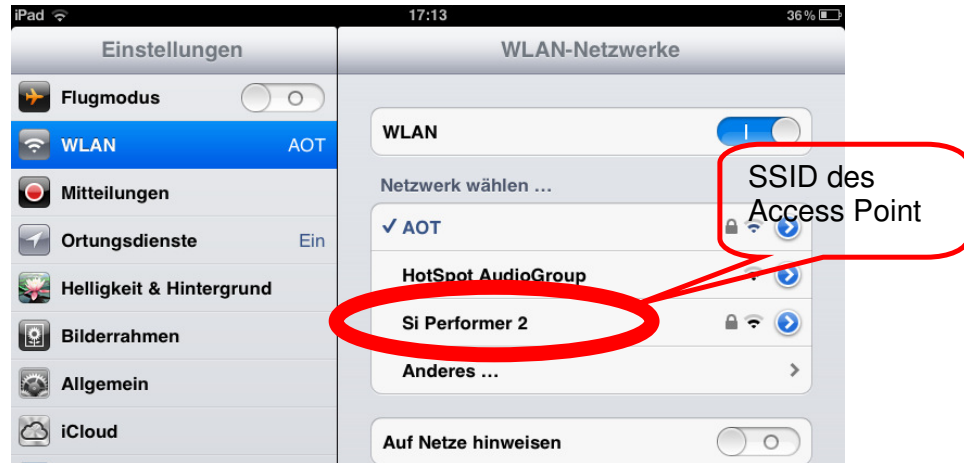 iPad 17:13 36 %
Einstellungen WLAN-Netzwerke
Flugmodus
WLAN AOT
Mitteilungen
Ortungsdienste Ein
Helligkeit & Hintergrund
Bilderrahmen
Allgemein
iCloud
WLAN
Netzwerk wählen ...
AOT
HotSpot AudioGroup
Si Performer 2
Anderes ...
Auf Netze hinweisen
SSID des
Access Point